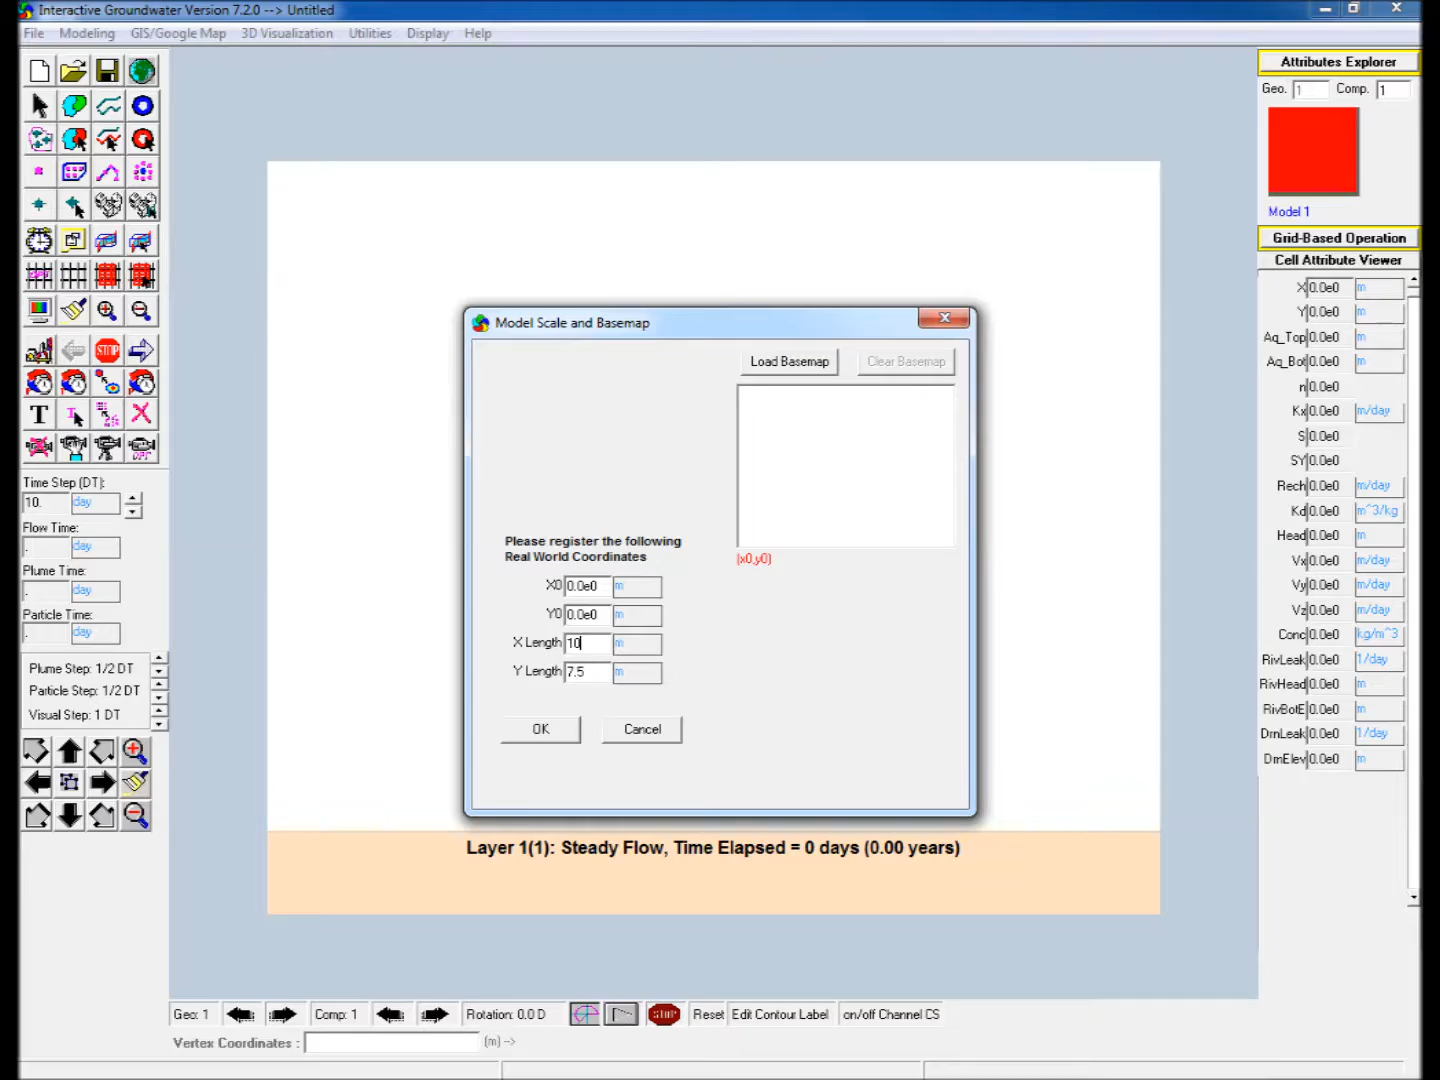 Interactive Groundwater Version 7.2.0 --> Untitled
File Modeling GIS/Google Map 3D Visualization Utilities Display Help
Attributes Explorer
Geo. 1 Comp. 1
Model 1
Grid-Based Operation
Cell Attribute Viewer
X 0.0e0 m
Y 0.0e0 m
Aq_Top 0.0e0 m
Aq_Bot 0.0e0 m
n 0.0e0
Kx 0.0e0 m/day
S 0.0e0
SY 0.0e0
Rech 0.0e0 m/day
Kd 0.0e0 m^3/kg
Head 0.0e0 m
Vx 0.0e0 m/day
Vy 0.0e0 m/day
Vz 0.0e0 m/day
Conc 0.0e0 kg/m^3
RivLeak 0.0e0 1/day
RivHead 0.0e0 m
RivBotE 0.0e0 m
DrnLeak 0.0e0 1/day
DrnElev 0.0e0 m
STOP
T
OPT
Time Step (DT):
10. day
Flow Time:
. day
Plume Time:
. day
Particle Time:
. day
Plume Step: 1/2 DT
Particle Step: 1/2 DT
Visual Step: 1 DT
Model Scale and Basemap
Load Basemap Clear Basemap
(x0,y0)
Please register the following
Real World Coordinates
X0 0.0e0 m
Y0 0.0e0 m
X Length 10 m
Y Length 7.5 m
OK Cancel
Layer 1(1): Steady Flow, Time Elapsed = 0 days (0.00 years)
Geo: 1 Comp: 1 Rotation: 0.0 D STOP Reset Edit Contour Label on/off Channel CS
Vertex Coordinates : (m) ->